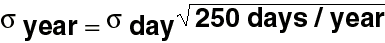 σ year = σ day √250 days / year